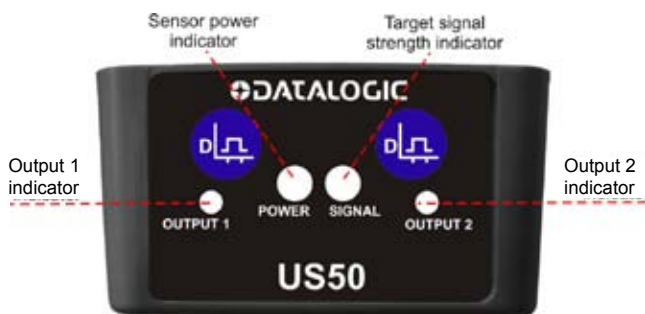 Sensor power
indicator
Target signal
strength indicator
DATALOGIC
D
D
Output 1
indicator
Output 2
indicator
OUTPUT 1
POWER
SIGNAL
OUTPUT 2
US50